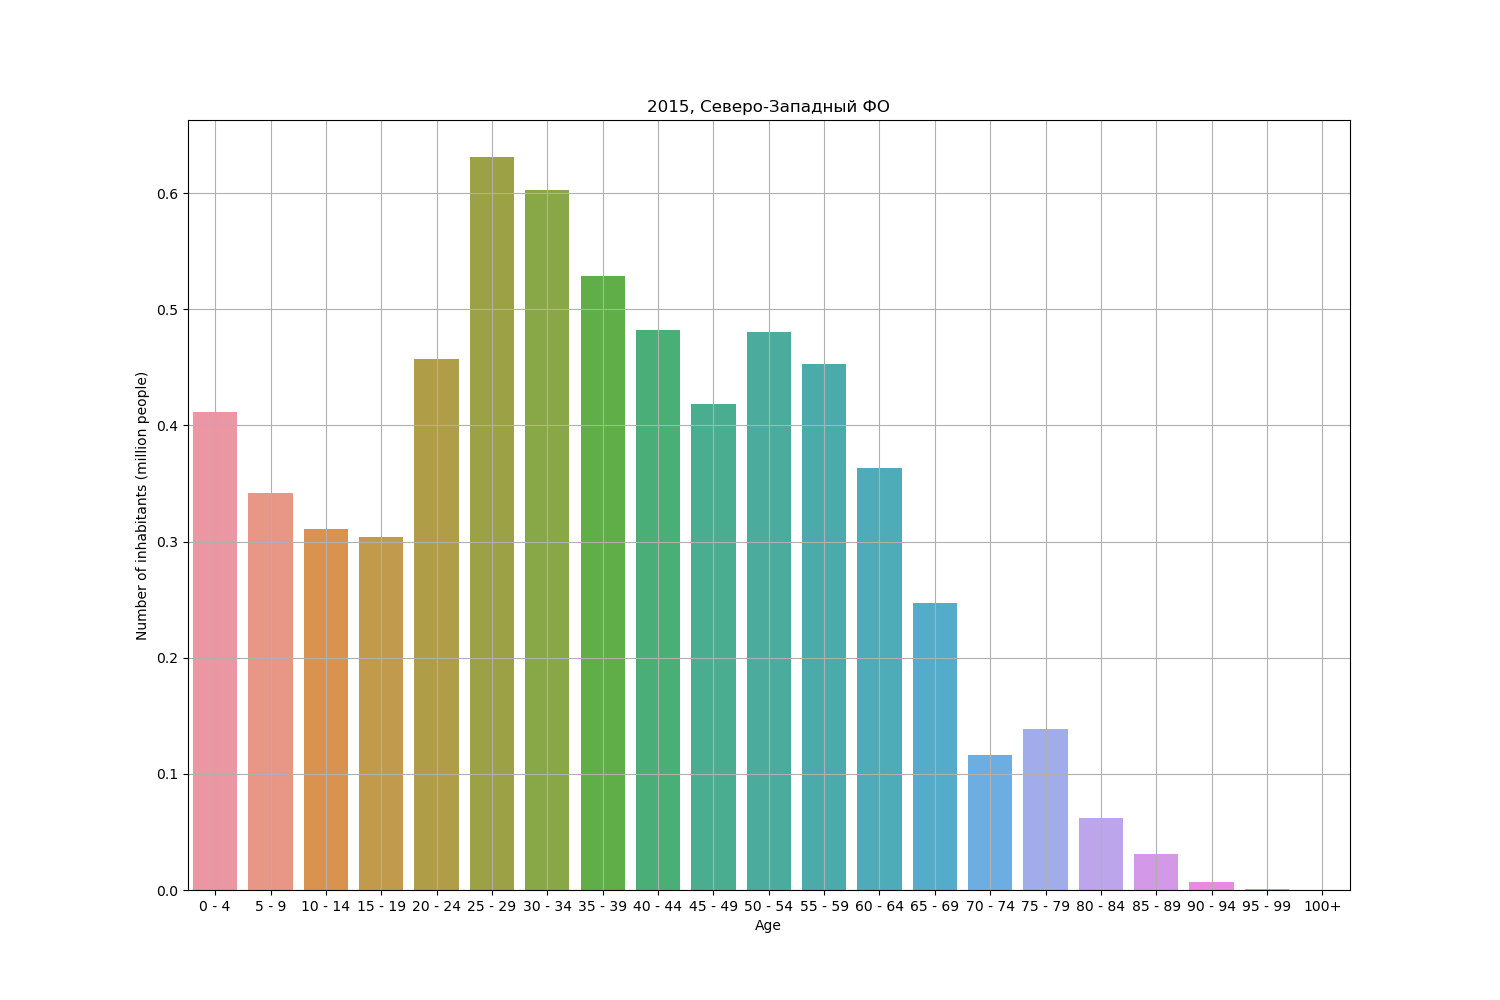 2015, Северо-Западный ФО
Number of inhabitants (million people)
0.6
0.5
0.4
0.3
0.2
0.1
0.0
0 - 4 5 - 9 10 - 14 15 - 19 20 - 24 25 - 29 30 - 34 35 - 39 40 - 44 45 - 49 50 - 54 55 - 59 60 - 64 65 - 69 70 - 74 75 - 79 80 - 84 85 - 89 90 - 94 95 - 99 100+
Age